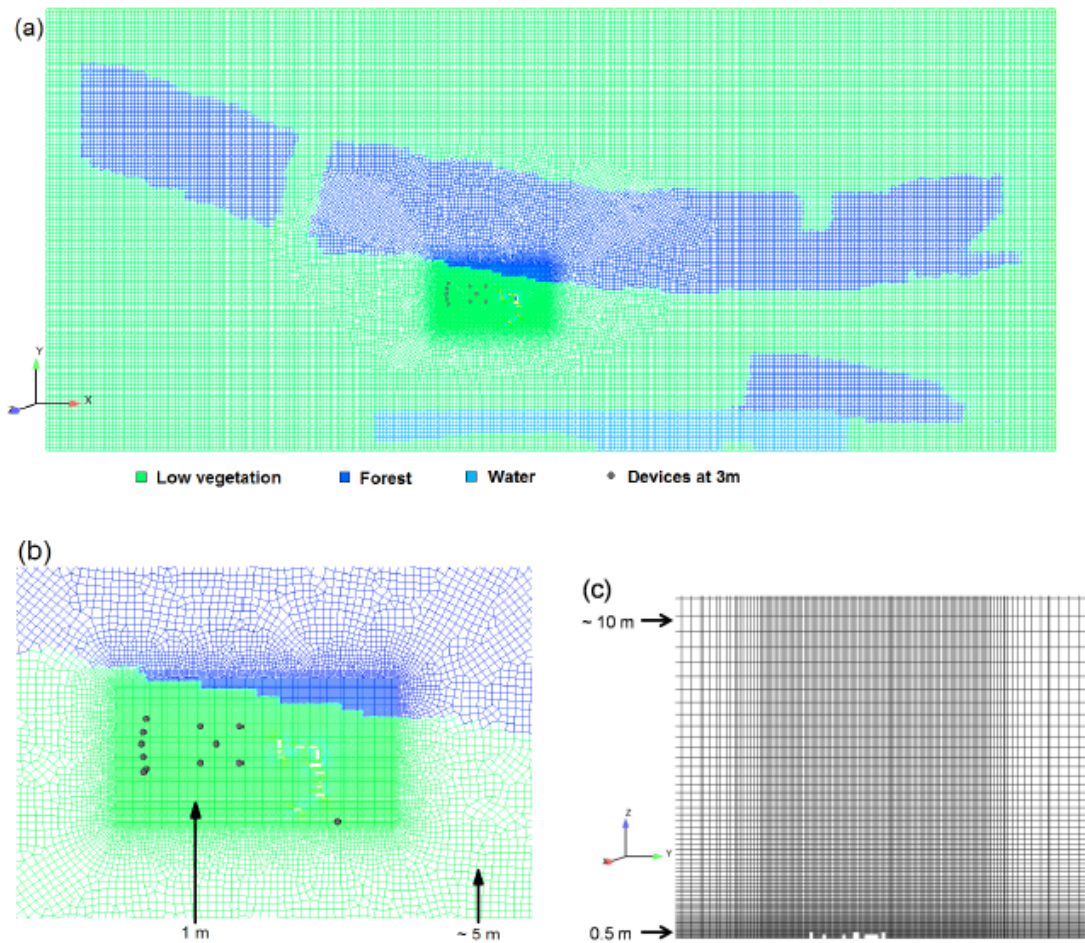 (a)
Y
Z
X
Low vegetation
Forest
Water
Devices at 3m
(b)
1 m
~ 5 m
(c)
~ 10 m
Z
X
Y
0.5 m